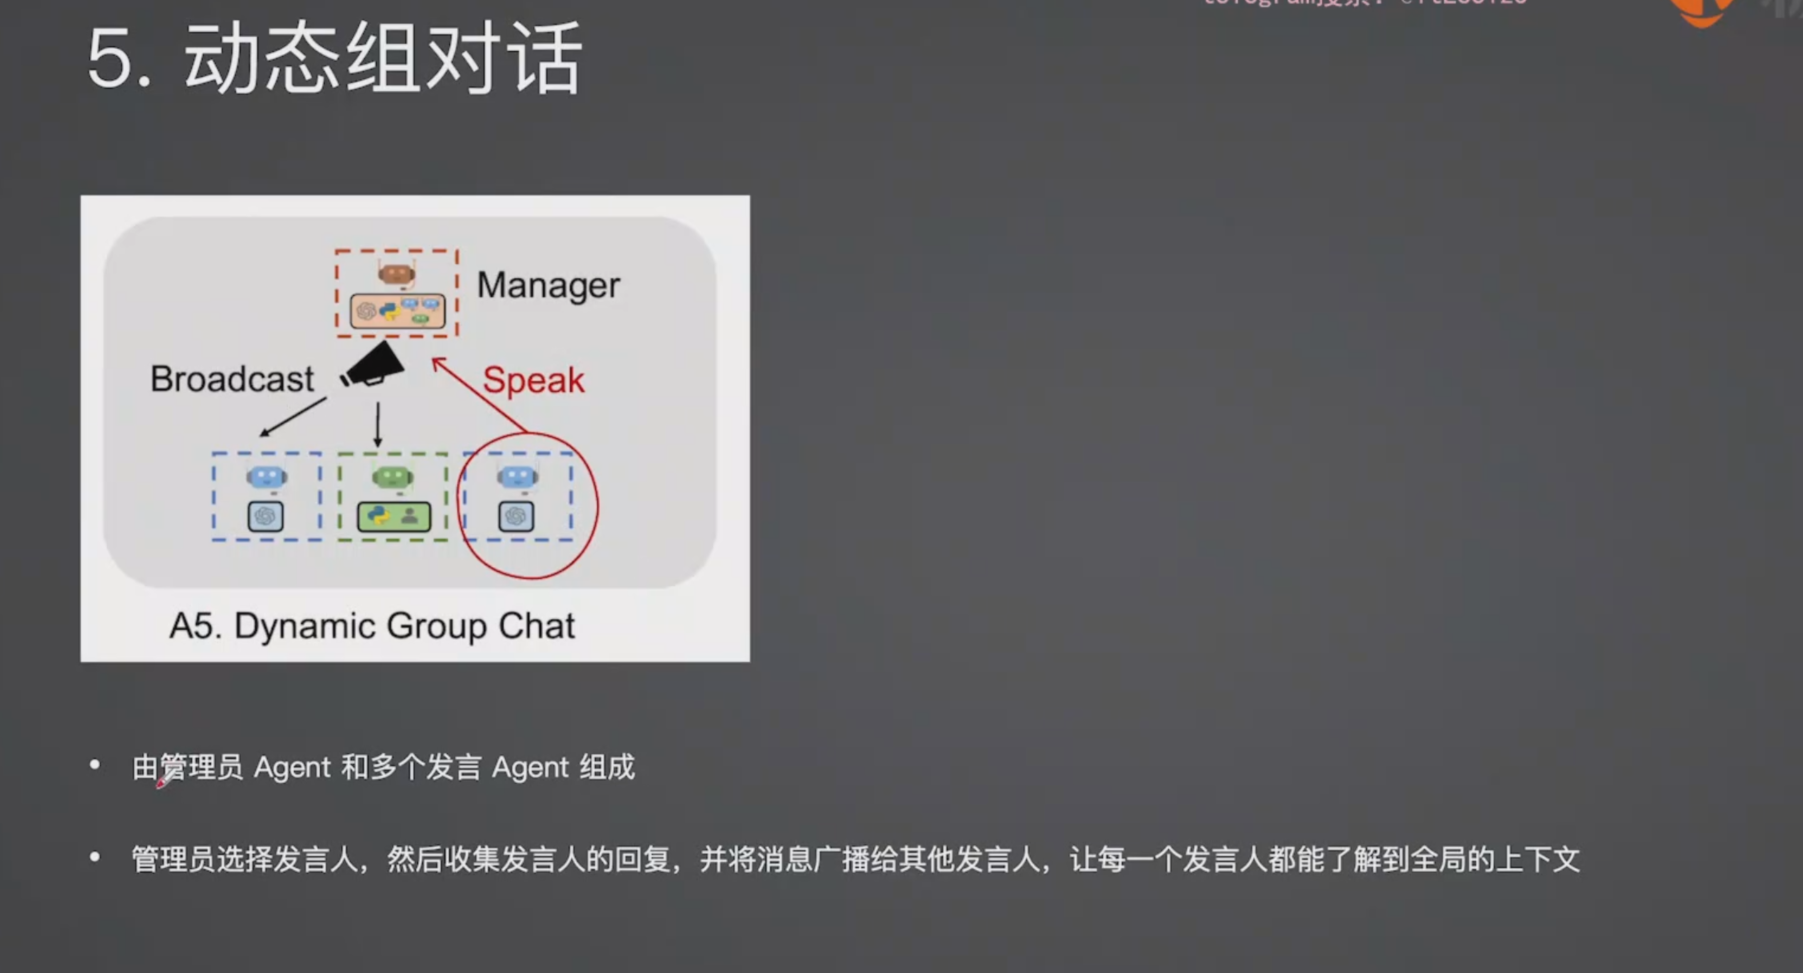 5. 动态组对话
Manager
Broadcast
Speak
A5. Dynamic Group Chat
• 由管理员 Agent 和多个发言 Agent 组成
• 管理员选择发言人，然后收集发言人的回复，并将消息广播给其他发言人，让每一个发言人都能了解到全局的上下文